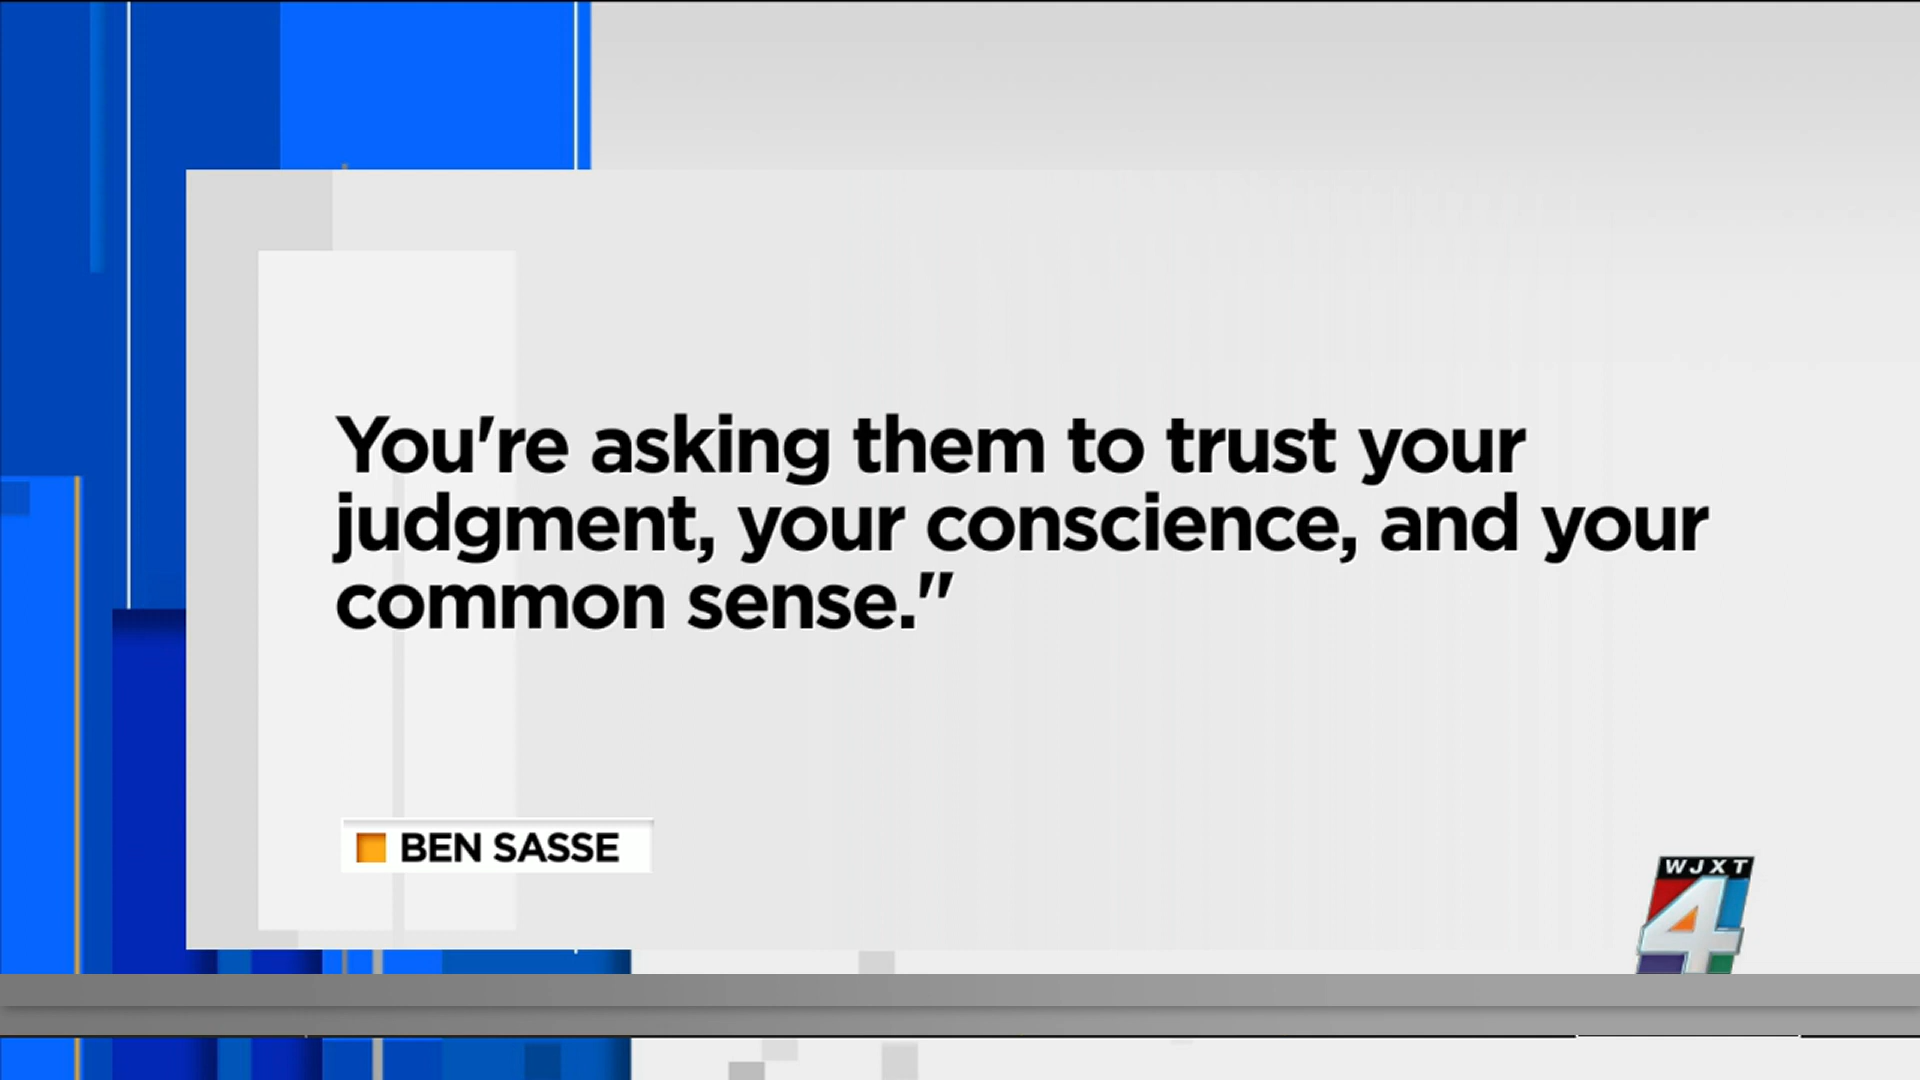 You're asking them to trust your
judgment, your conscience, and your
common sense."
BEN SASSE
WJXT
4